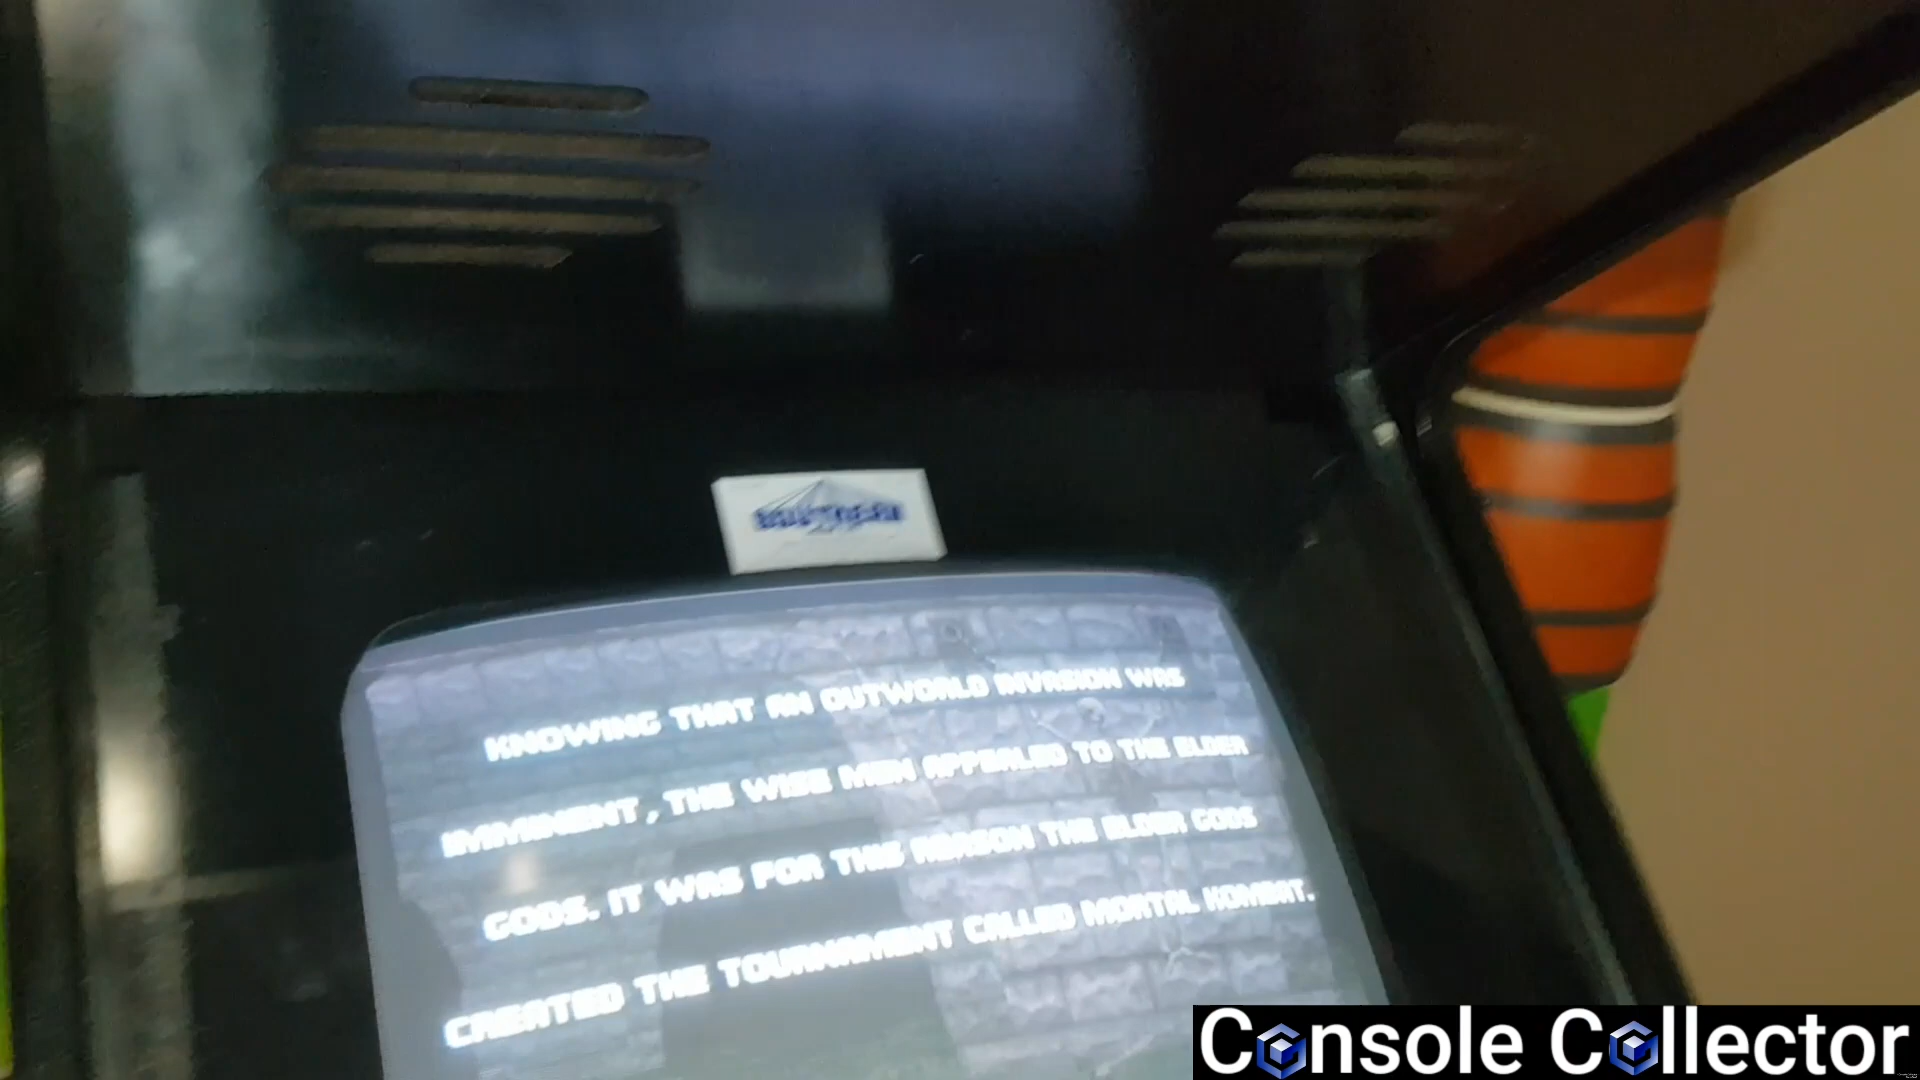 KNOWING THAT AN OUTWORLD INVASION WAS
IMMINENT, THE WISE MEN APPEALED TO THE ELDER
GODS. IT WAS FOR THIS REASON THE ELDER GODS
CREATED THE TOURNAMENT CALLED MORTAL KOMBAT.
Console Collector